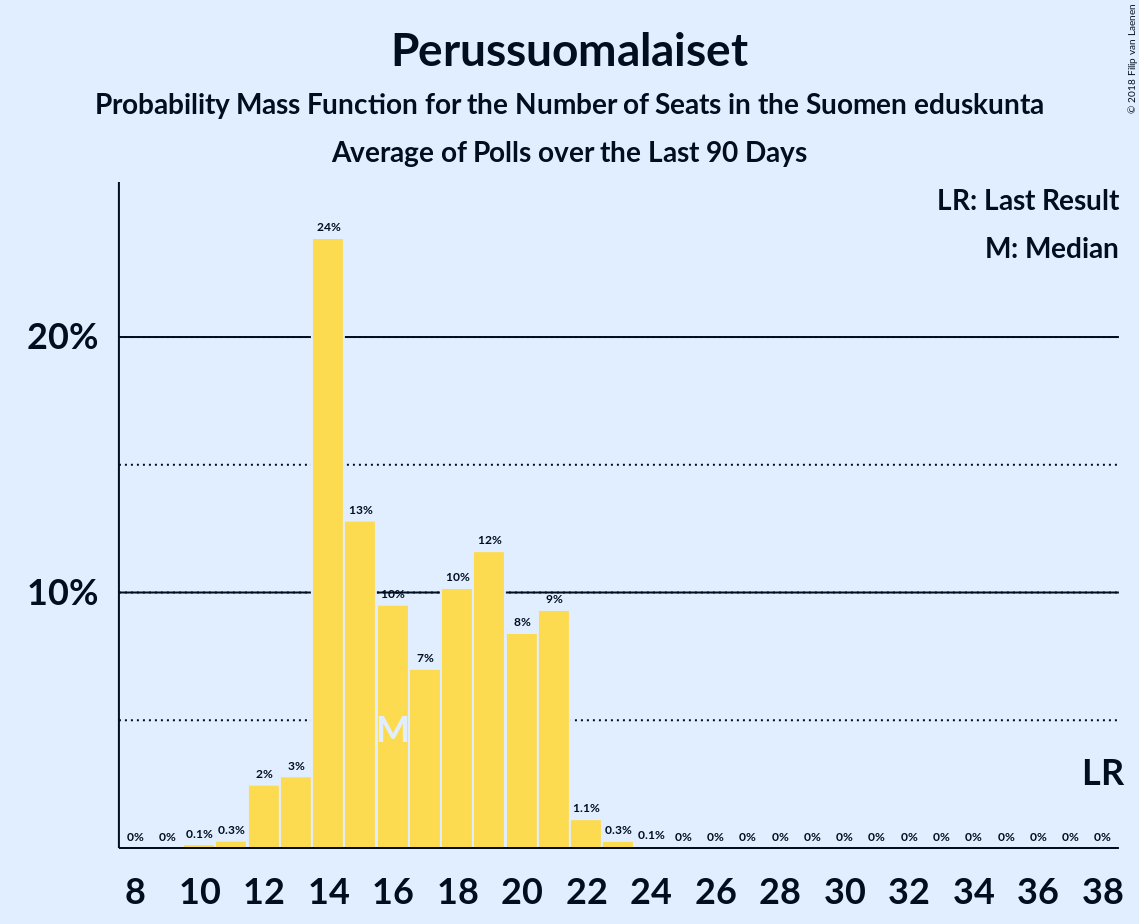 Perussuomalaiset
Probability Mass Function for the Number of Seats in the Suomen eduskunta
Average of Polls over the Last 90 Days
© 2018 Filip van Laenen
LR: Last Result
M: Median
24%
20%
13%
12%
10%
10%
10%
9%
8%
7%
M
3%
2%
LR
1.1%
0% 0% 0.1% 0.3% 0.3% 0.1% 0% 0% 0% 0% 0% 0% 0% 0% 0% 0% 0% 0% 0% 0%
8 10 12 14 16 18 20 22 24 26 28 30 32 34 36 38